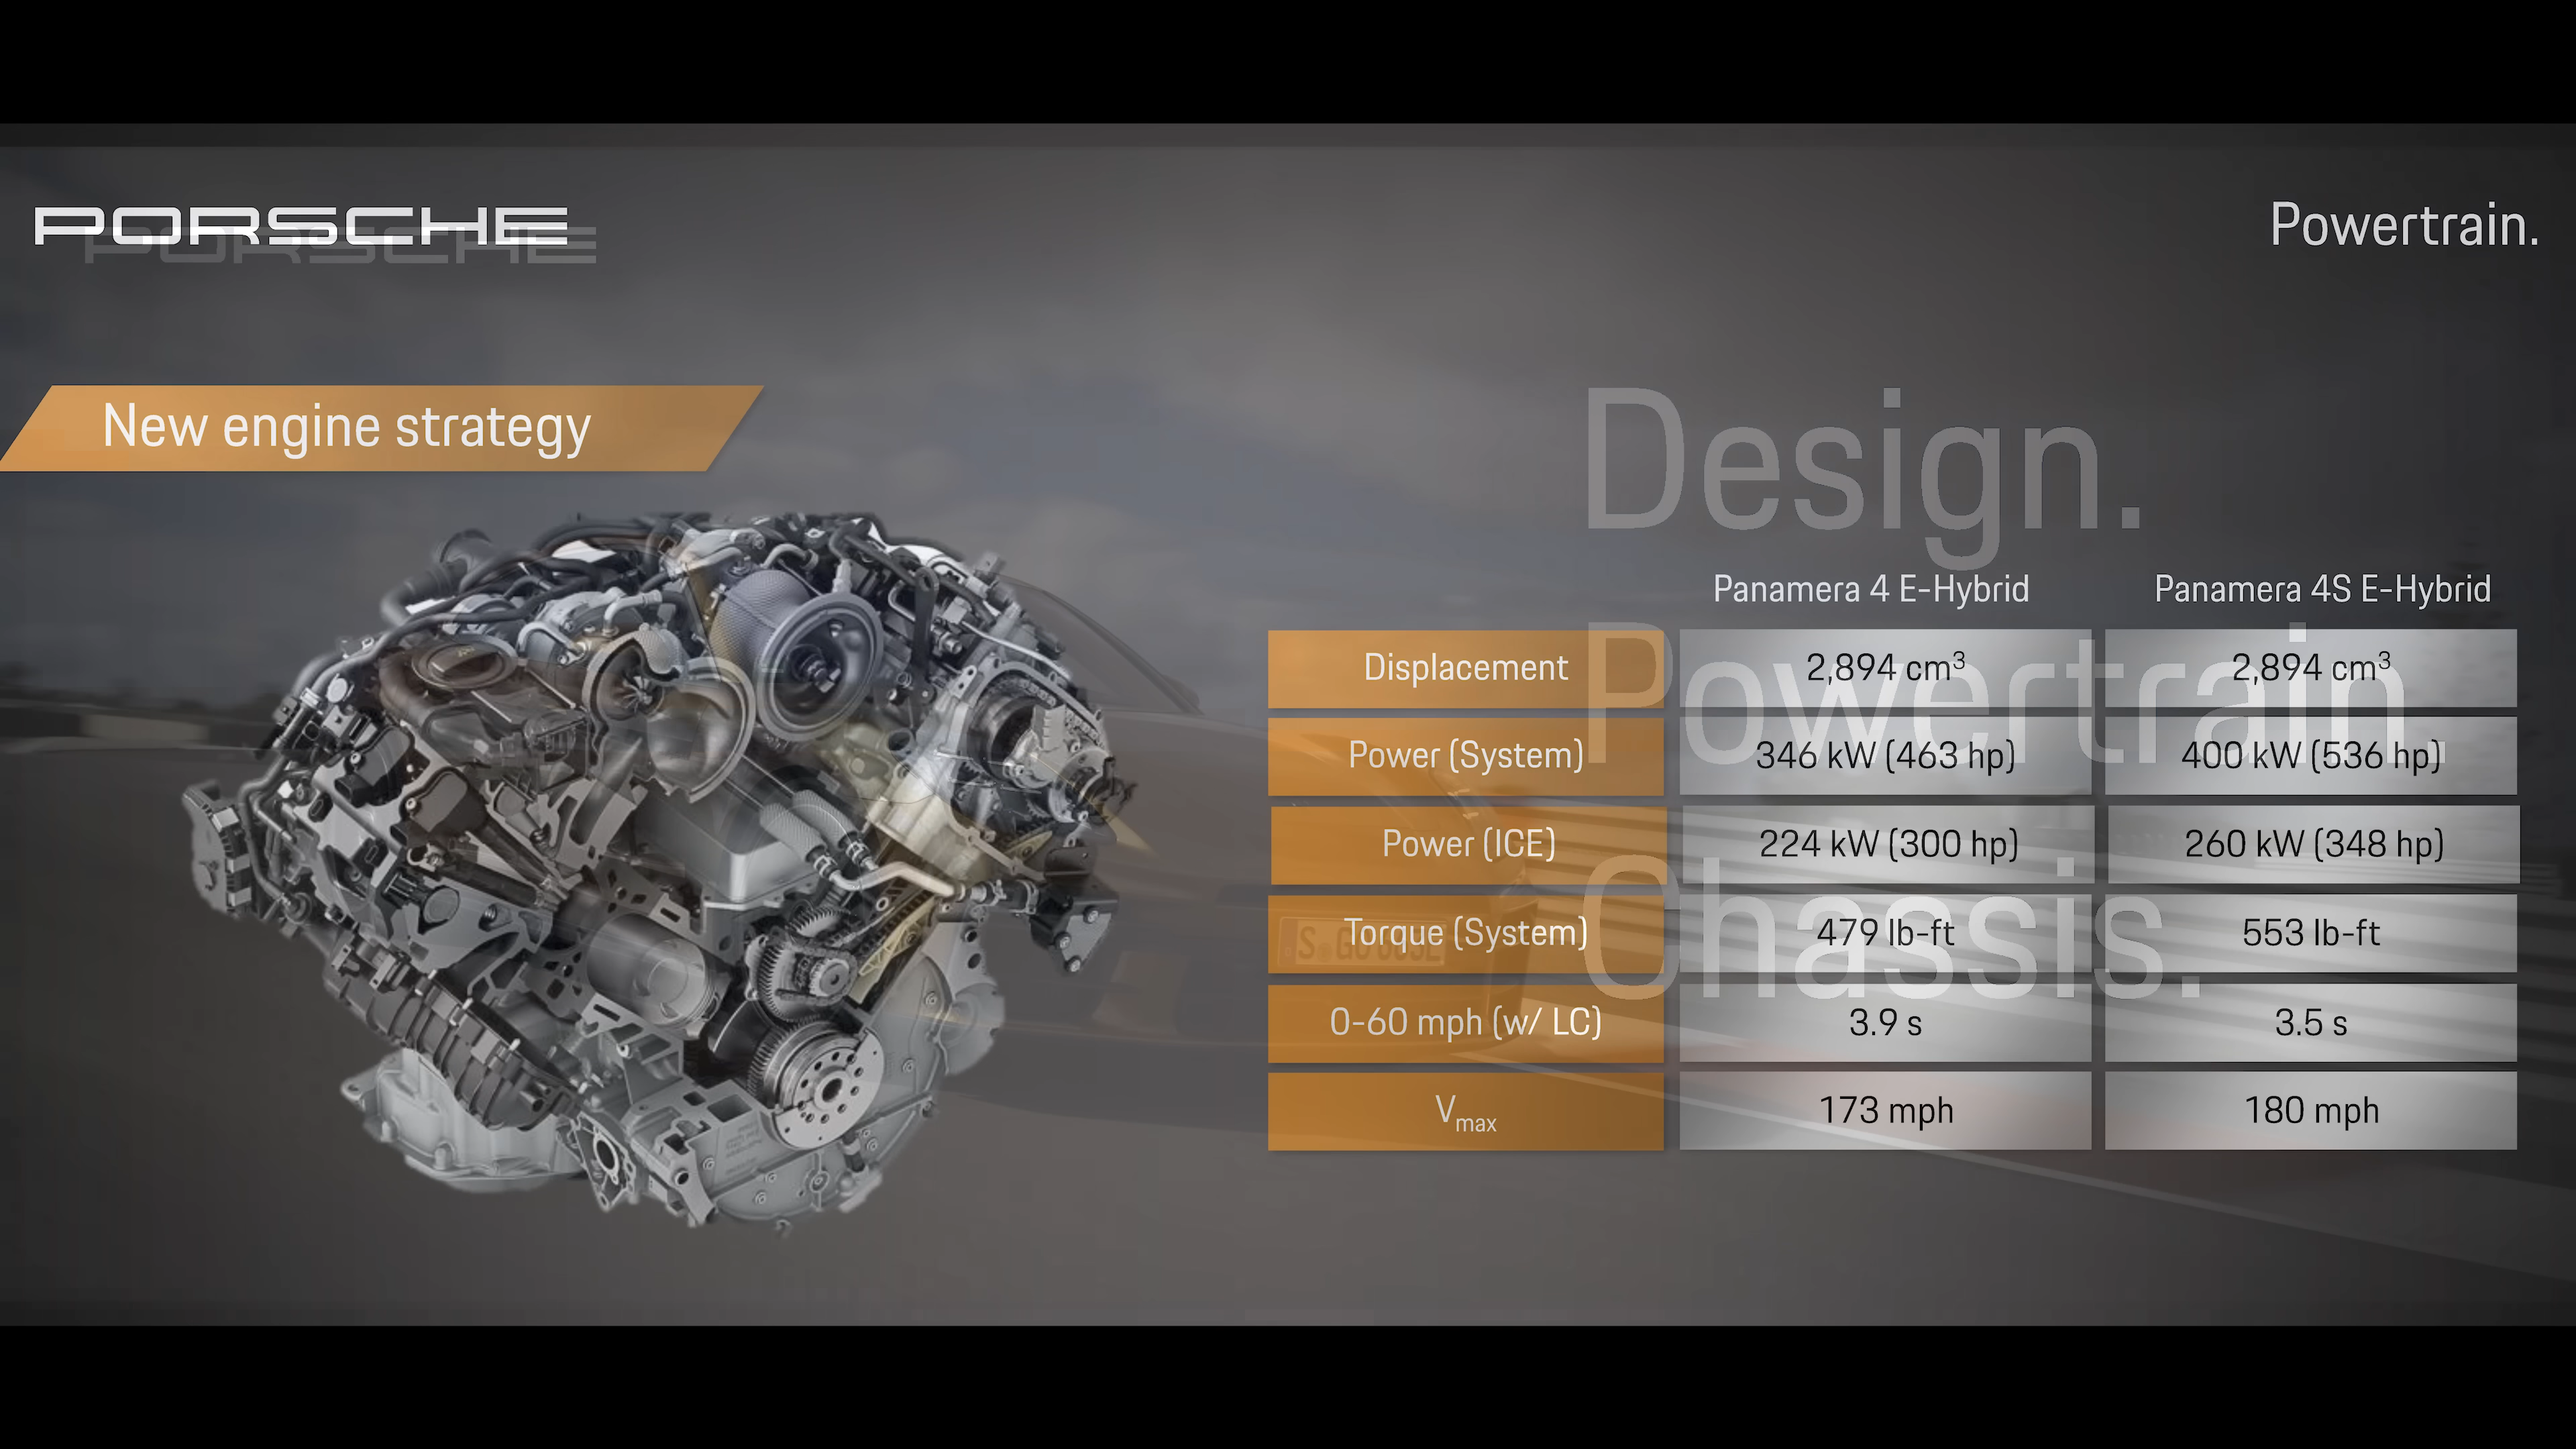 PORSCHE
PORSCHE
Powertrain.
New engine strategy
Design.
Powertrain.
Chassis.
Panamera 4 E-Hybrid Panamera 4S E-Hybrid
Displacement 2,894 cm³ 2,894 cm³
Power (System) 346 kW (463 hp) 400 kW (536 hp)
Power (ICE) 224 kW (300 hp) 260 kW (348 hp)
Torque (System) 479 lb-ft 553 lb-ft
0-60 mph (w/ LC) 3.9 s 3.5 s
Vmax 173 mph 180 mph